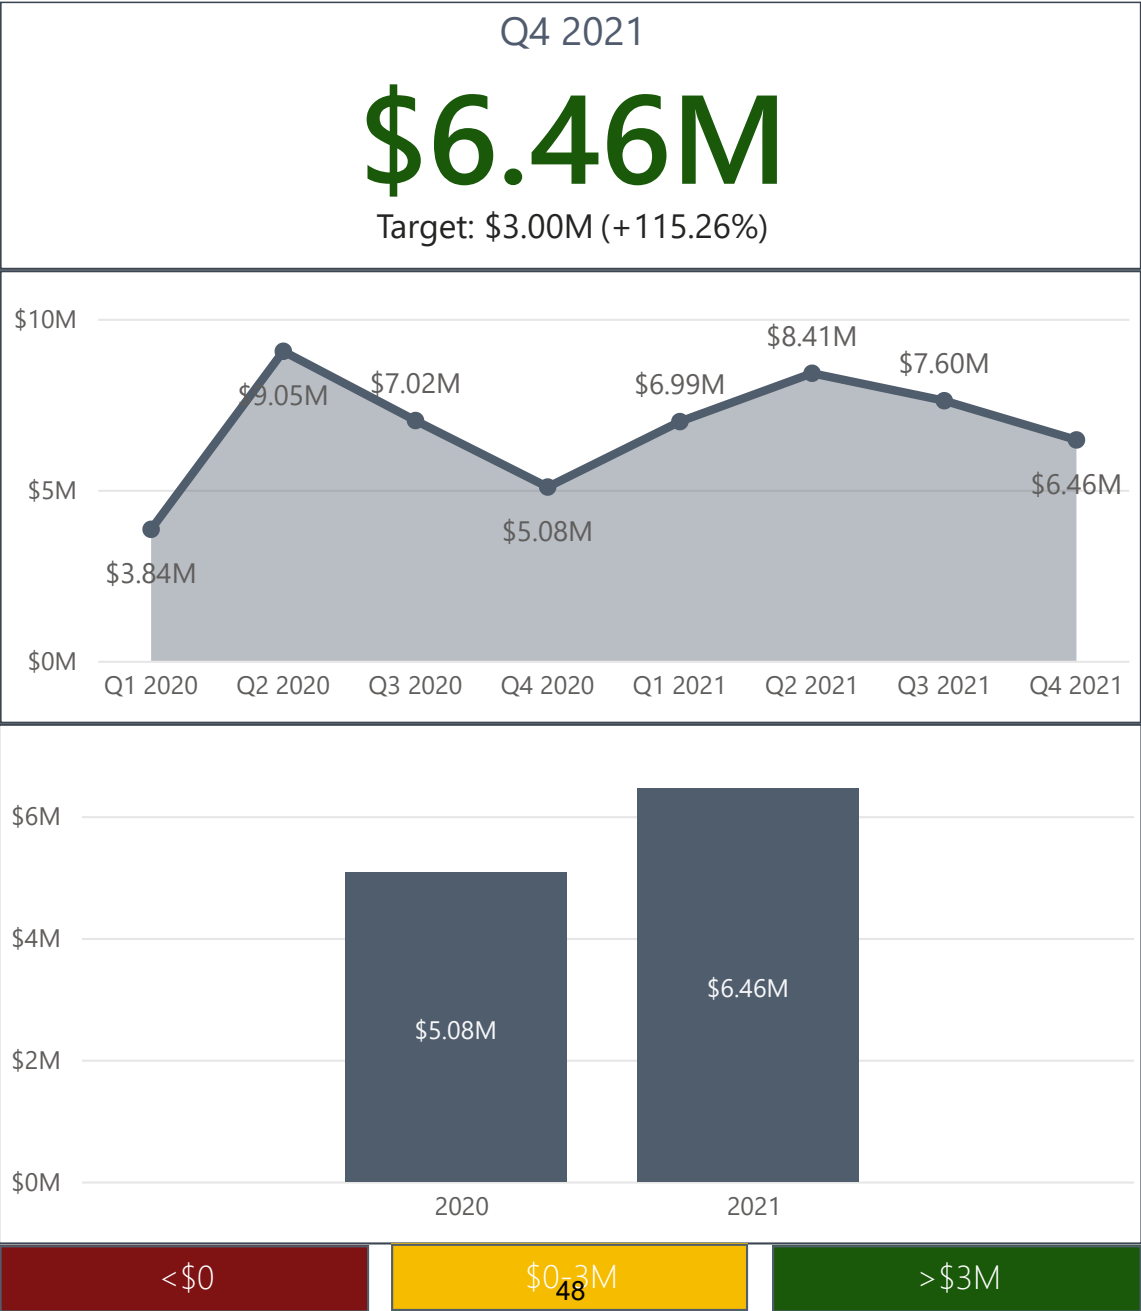 Q4 2021
$6.46M
Target: $3.00M (+115.26%)
$10M
$5M
$0M
$3.84M
$9.05M
$7.02M
$5.08M
$6.99M
$8.41M
$7.60M
$6.46M
Q1 2020 Q2 2020 Q3 2020 Q4 2020 Q1 2021 Q2 2021 Q3 2021 Q4 2021
$6M
$4M
$2M
$0M
$5.08M
$6.46M
2020 2021
<$0 $0-3M >$3M
48